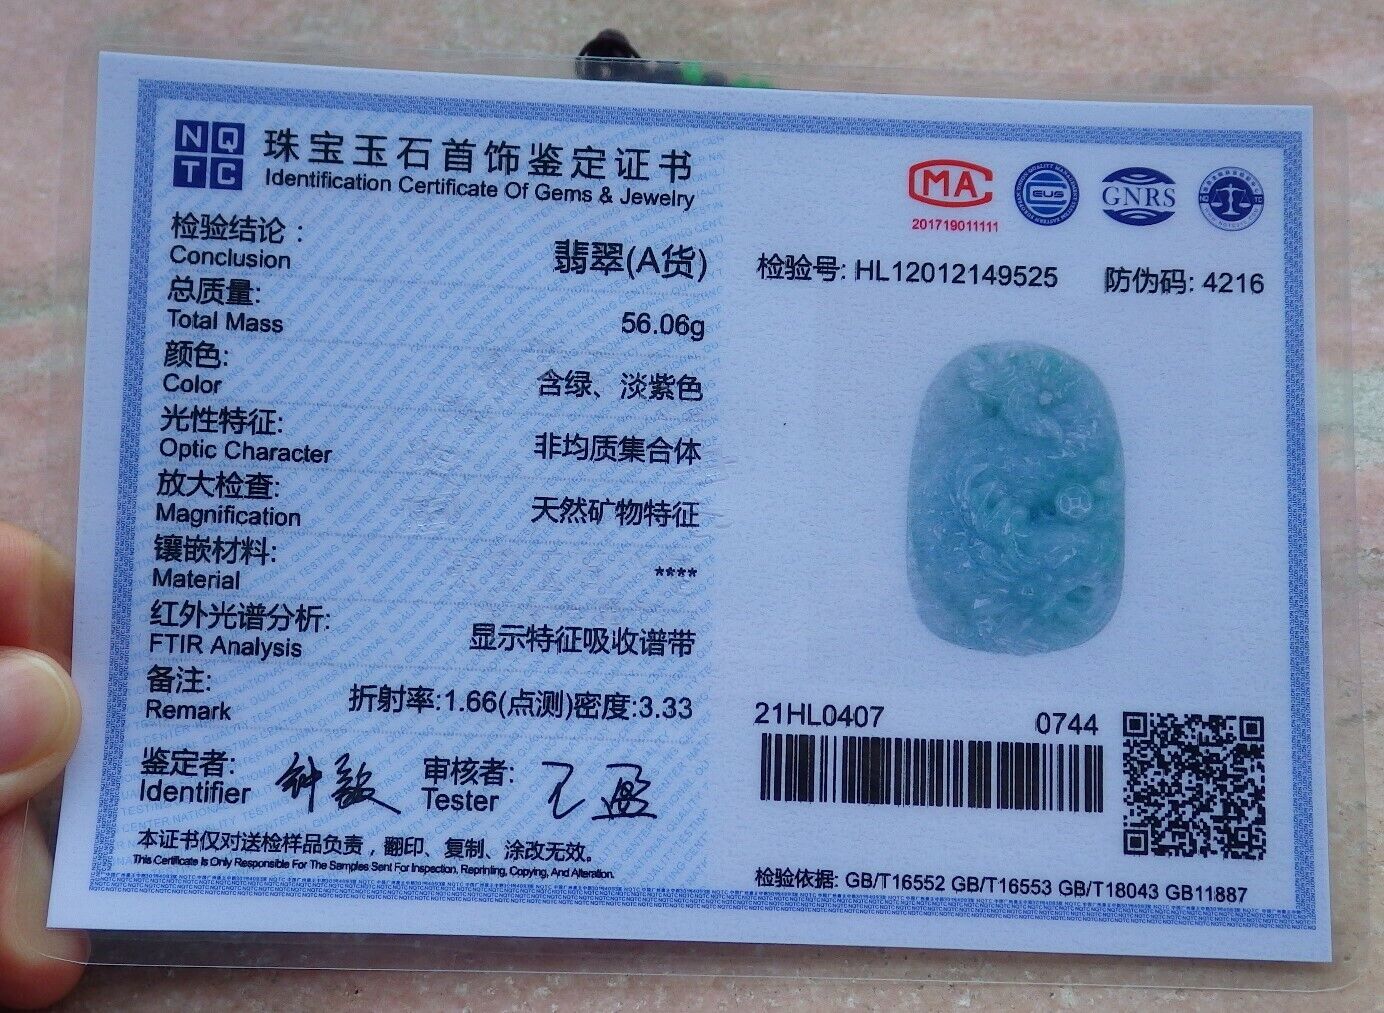 NQ
TC
珠宝玉石首饰鉴定证书
Identification Certificate Of Gems & Jewelry
检验结论：
Conclusion
翡翠(A货)
总质量:
Total Mass
56.06g
颜色:
Color
含绿、淡紫色
光性特征:
Optic Character
非均质集合体
放大检查:
Magnification
天然矿物特征
镶嵌材料:
Material
****
红外光谱分析:
FTIR Analysis
显示特征吸收谱带
备注:
Remark
折射率:1.66(点测)密度:3.33
鉴定者:
Identifier
审核者:
Tester
本证书仅对送检样品负责，翻印、复制、涂改无效。
This Certificate Is Only Responsible For The Samples Sent For Inspection, Reprinting, Copying, And Alteration.
MA
201719011111
EUS
GNRS
检验号: HL12012149525 防伪码: 4216
21HL0407 0744
检验依据: GB/T16552 GB/T16553 GB/T18043 GB11887